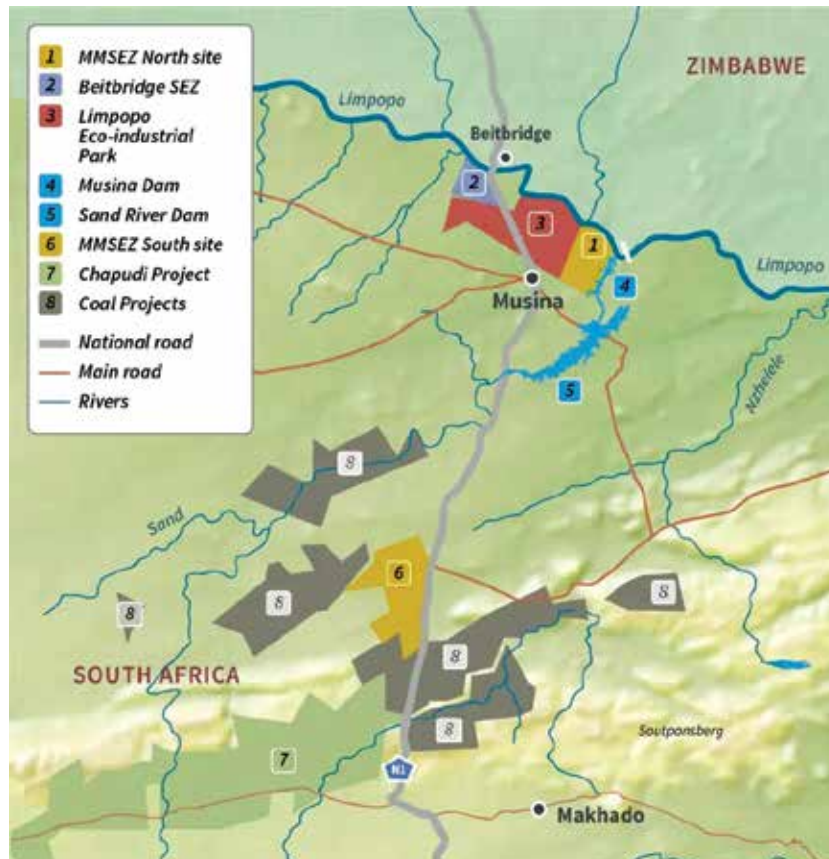 1 MMSEZ North site
2 Beitbridge SEZ
3 Limpopo
Eco-industrial
Park
4 Musina Dam
5 Sand River Dam
6 MMSEZ South site
7 Chapudi Project
8 Coal Projects
National road
Main road
Rivers
ZIMBABWE
Limpopo
Beitbridge
2
3
1
Limpopo
4
Musina
5
Nzhelele
8
Sand
6
8
8
8
SOUTH AFRICA
8
8
7
Soutpansberg
N1
Makhado